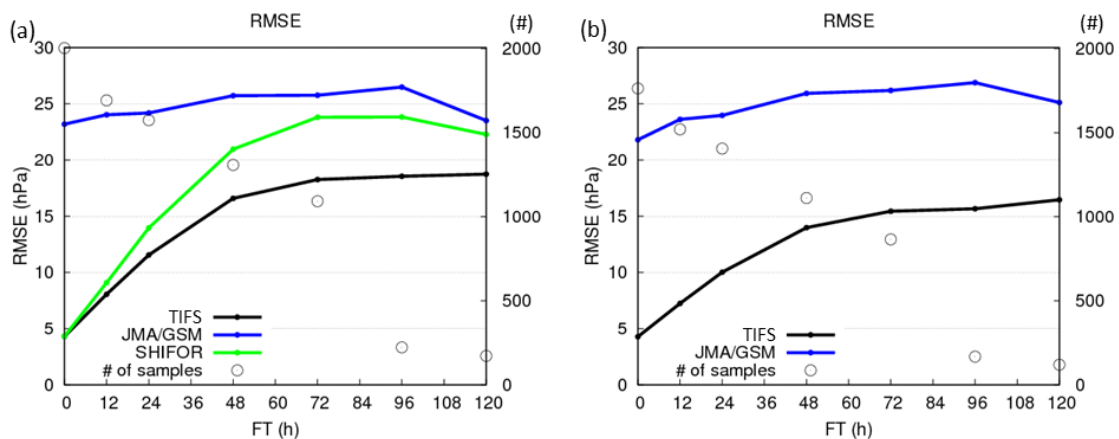 (a)
RMSE
(#)
30
25
20
15
10
5
0
RMSE (hPa)
2000
1500
1000
500
0
TIFS
JMA/GSM
SHIFOR
# of samples
0 12 24 36 48 60 72 84 96 108 120
FT (h)
(b)
RMSE
(#)
30
25
20
15
10
5
0
RMSE (hPa)
2000
1500
1000
500
0
TIFS
JMA/GSM
# of samples
0 12 24 36 48 60 72 84 96 108 120
FT (h)